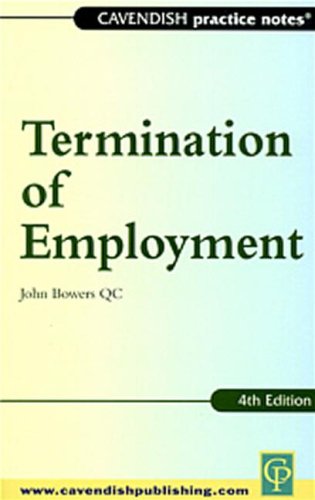 CAVENDISH practice notes®
Termination
of
Employment
John Bowers QC
4th Edition
CP
www.cavendishpublishing.com